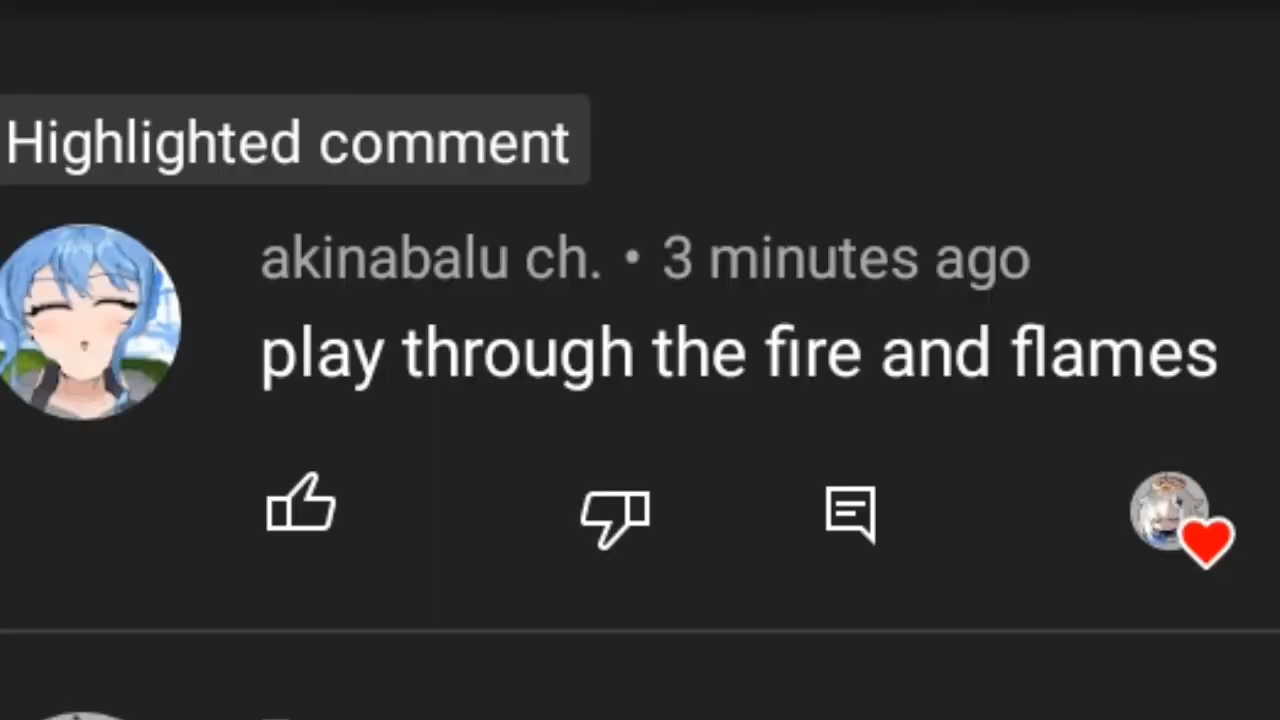 Highlighted comment
akinabalu ch. • 3 minutes ago
play through the fire and flames